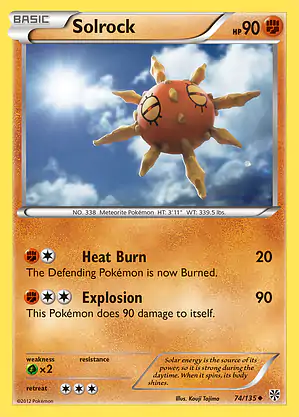 BASIC
Solrock
HP 90
NO. 338 Meteorite Pokémon HT: 3'11" WT: 339.5 lbs.
Heat Burn 20
The Defending Pokémon is now Burned.
Explosion 90
This Pokémon does 90 damage to itself.
weakness resistance
×2
retreat
Solar energy is the source of its
power, so it is strong during the
daytime. When it spins, its body
shines.
©2012 Pokémon
Illus. Kouji Tajima
74/135